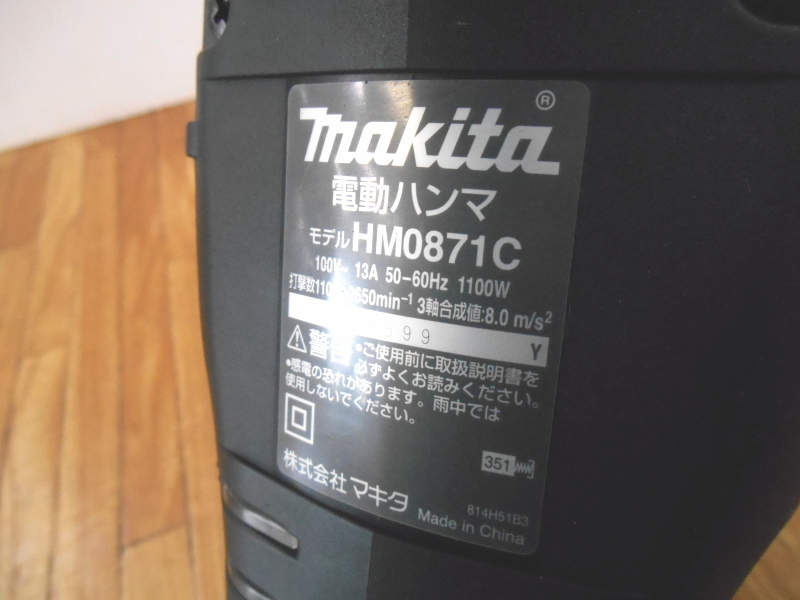 makita ®
電動ハンマ
モデル HM0871C
100V~ 13A 50-60Hz 1100W
打撃数 2650min⁻¹ 3軸合成値:8.0 m/s²
599 Y
⚠警告 •ご使用前に取扱説明書を
必ずよくお読みください。
•感電の恐れがあります。雨中では
使用しないでください。
351
株式会社 マキタ
814H51B3
Made in China